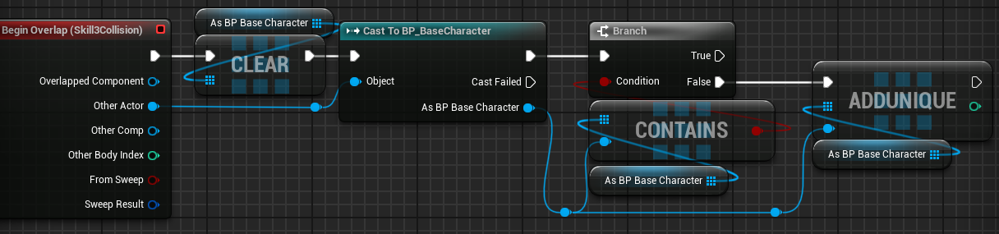 Begin Overlap (Skill3Collision)
Overlapped Component
Other Actor
Other Comp
Other Body Index
From Sweep
Sweep Result
As BP Base Character
CLEAR
Cast To BP_BaseCharacter
Object
Cast Failed
As BP Base Character
Branch
True
Condition
False
CONTAINS
As BP Base Character
ADDUNIQUE
As BP Base Character